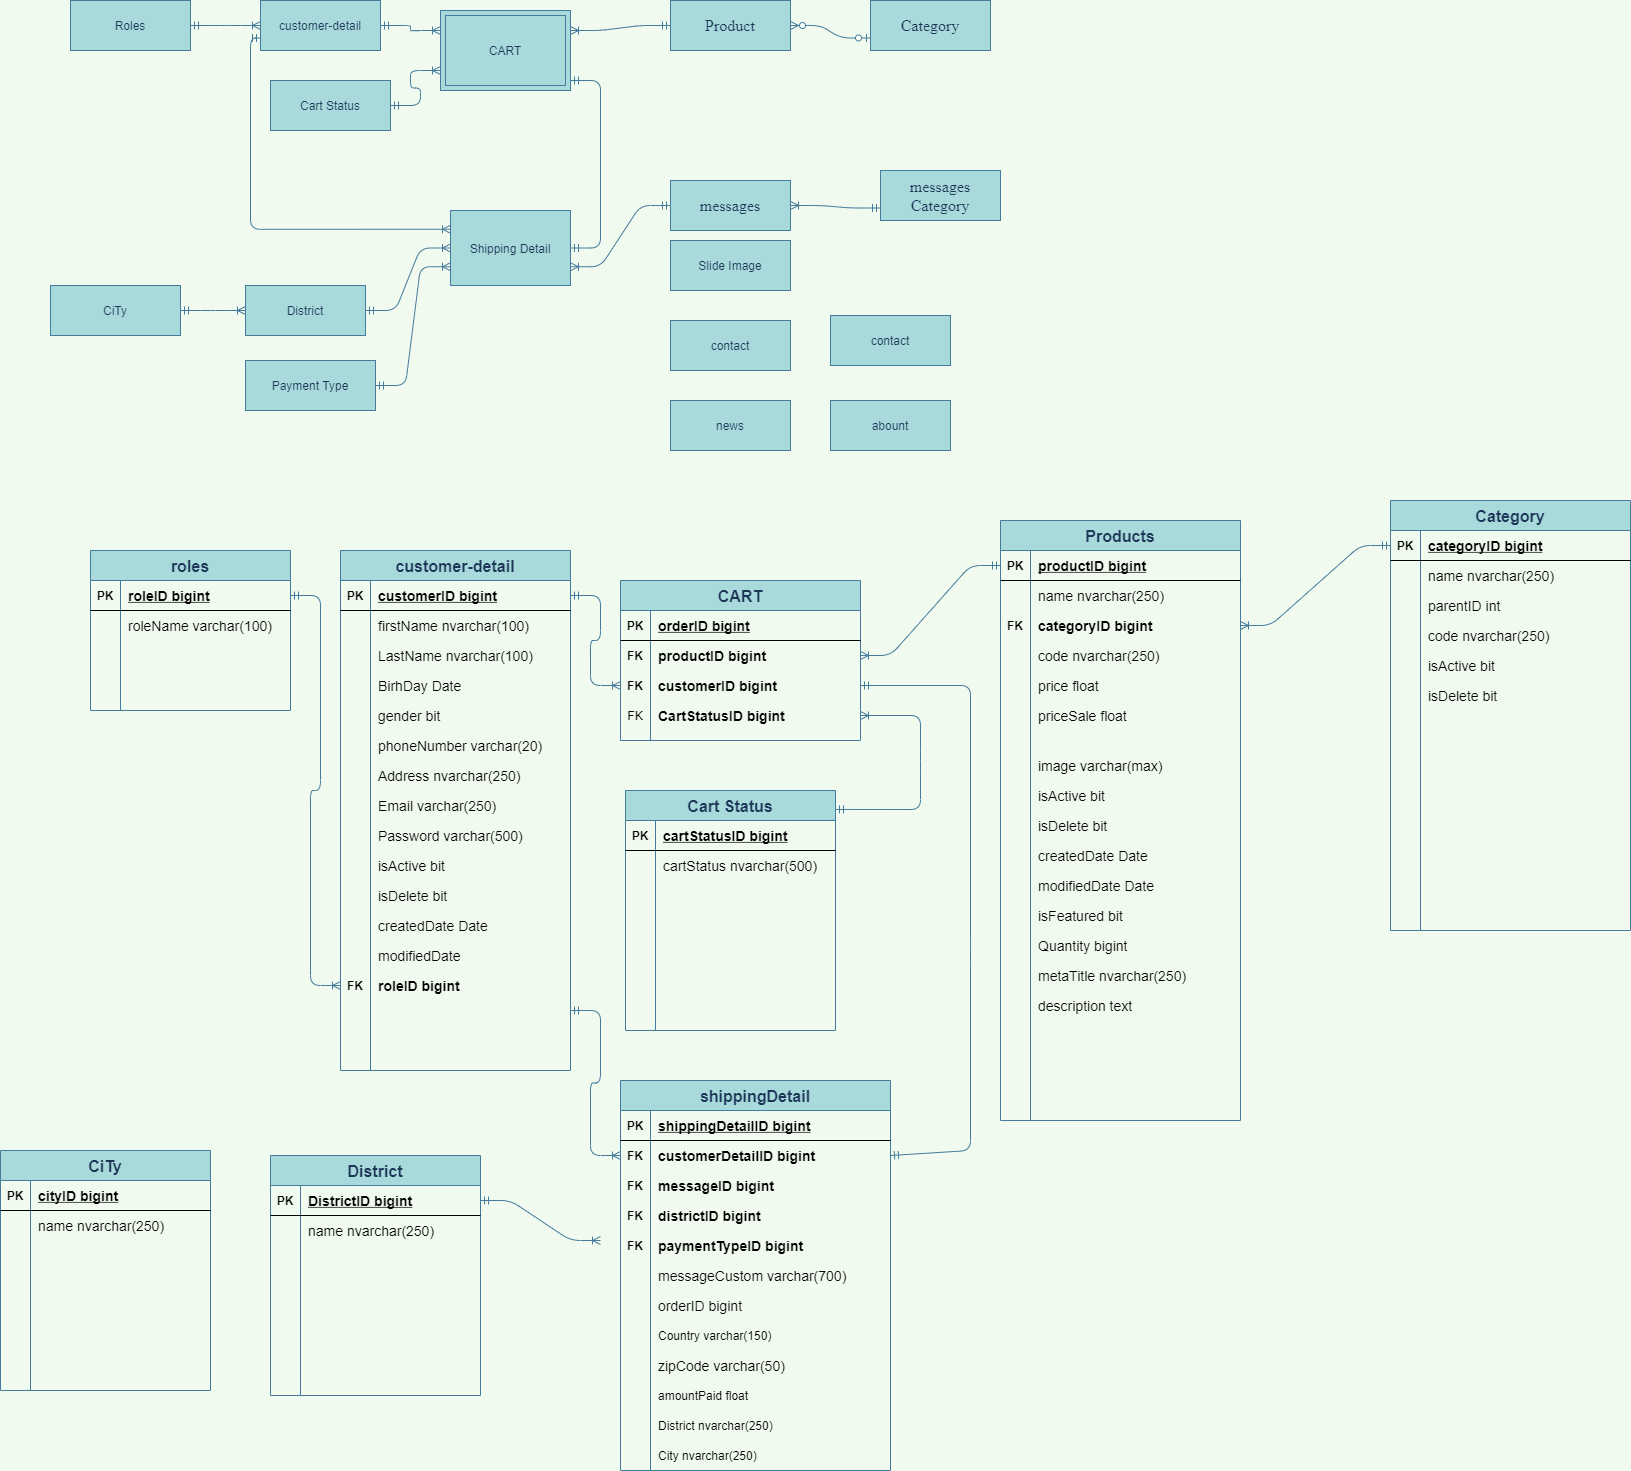 Roles
customer-detail
CART
Product
Category
Cart Status
messages
messages
Category
Shipping Detail
Slide Image
CiTy
District
contact
contact
Payment Type
news
abount
roles
PK roleID bigint
roleName varchar(100)
customer-detail
PK customerID bigint
firstName nvarchar(100)
LastName nvarchar(100)
BirhDay Date
gender bit
phoneNumber varchar(20)
Address nvarchar(250)
Email varchar(250)
Password varchar(500)
isActive bit
isDelete bit
createdDate Date
modifiedDate
FK roleID bigint
CART
PK orderID bigint
FK productID bigint
FK customerID bigint
FK CartStatusID bigint
Cart Status
PK cartStatusID bigint
cartStatus nvarchar(500)
Products
PK productID bigint
name nvarchar(250)
FK categoryID bigint
code nvarchar(250)
price float
priceSale float
image varchar(max)
isActive bit
isDelete bit
createdDate Date
modifiedDate Date
isFeatured bit
Quantity bigint
metaTitle nvarchar(250)
description text
Category
PK categoryID bigint
name nvarchar(250)
parentID int
code nvarchar(250)
isActive bit
isDelete bit
CiTy
PK cityID bigint
name nvarchar(250)
District
PK DistrictID bigint
name nvarchar(250)
shippingDetail
PK shippingDetailID bigint
FK customerDetailID bigint
FK messageID bigint
FK districtID bigint
FK paymentTypeID bigint
messageCustom varchar(700)
orderID bigint
Country varchar(150)
zipCode varchar(50)
amountPaid float
District nvarchar(250)
City nvarchar(250)